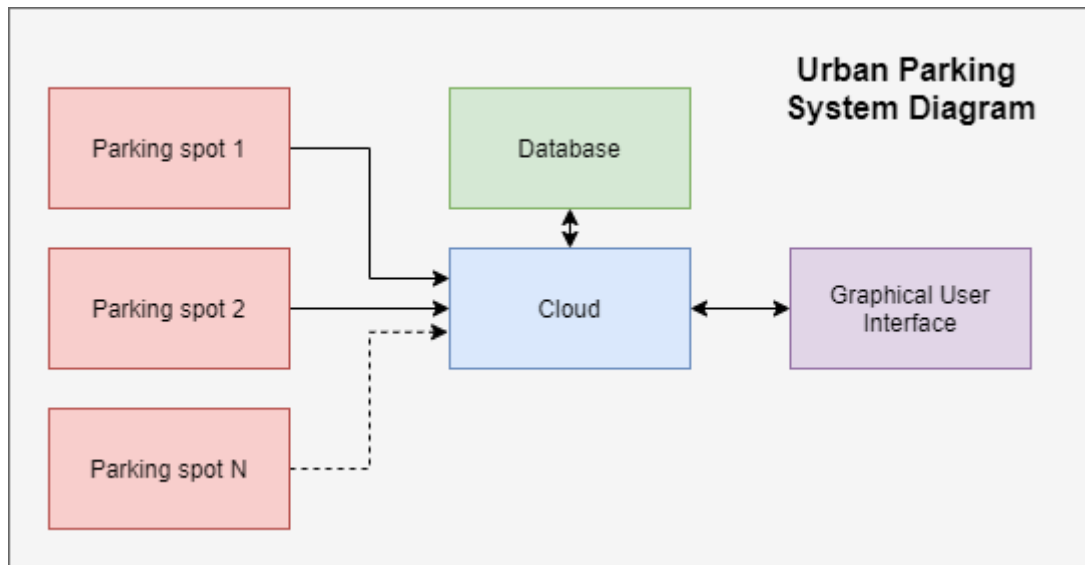 Urban Parking
System Diagram
Parking spot 1
Database
Parking spot 2
Cloud
Graphical User
Interface
Parking spot N